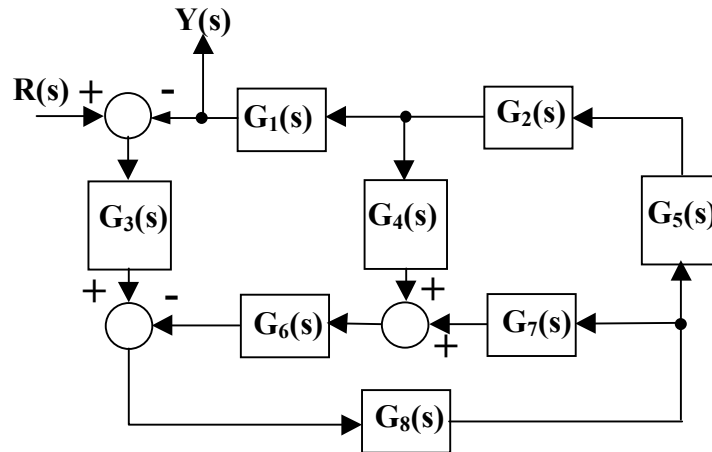 Y(s)
R(s) + -
G₁(s) G₂(s)
G₃(s) G₄(s) G₅(s)
+ - +
G₆(s) + G₇(s)
G₈(s)